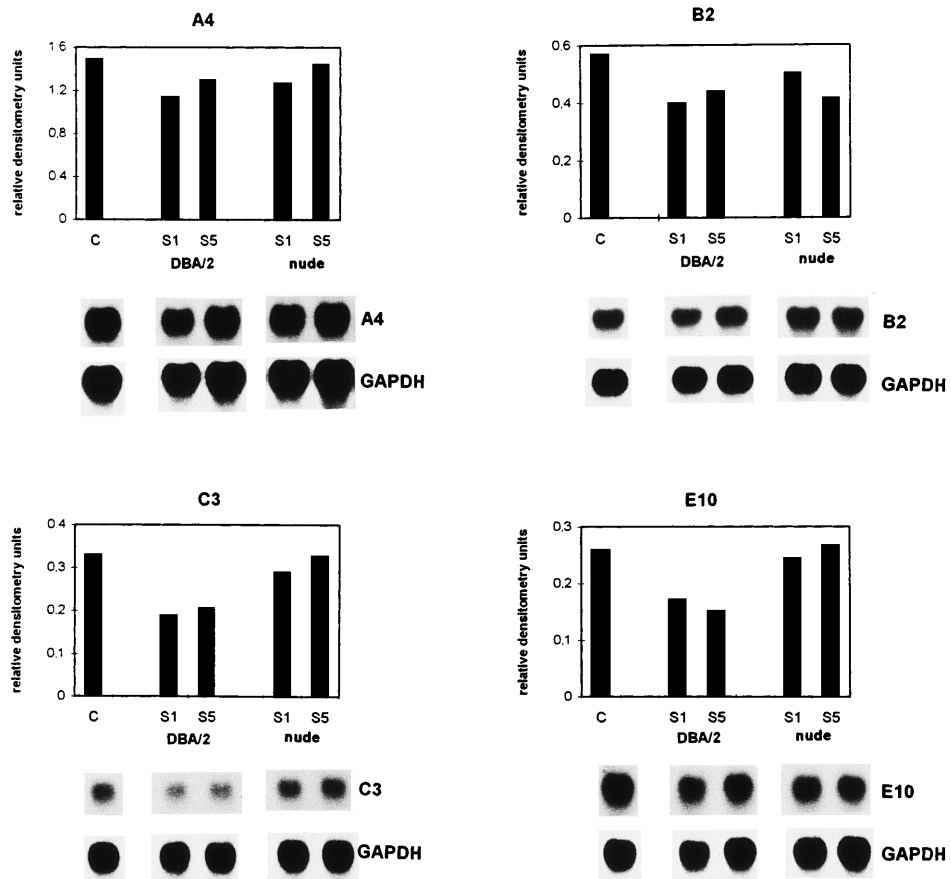 A4
relative densitometry units
1.6
1.2
0.8
0.4
0
C S1 S5 S1 S5
DBA/2 nude
A4
GAPDH
B2
relative densitometry units
0.6
0.4
0.2
0
C S1 S5 S1 S5
DBA/2 nude
B2
GAPDH
C3
relative densitometry units
0.4
0.3
0.2
0.1
0
C S1 S5 S1 S5
DBA/2 nude
C3
GAPDH
E10
relative densitometry units
0.3
0.2
0.1
0
C S1 S5 S1 S5
DBA/2 nude
E10
GAPDH